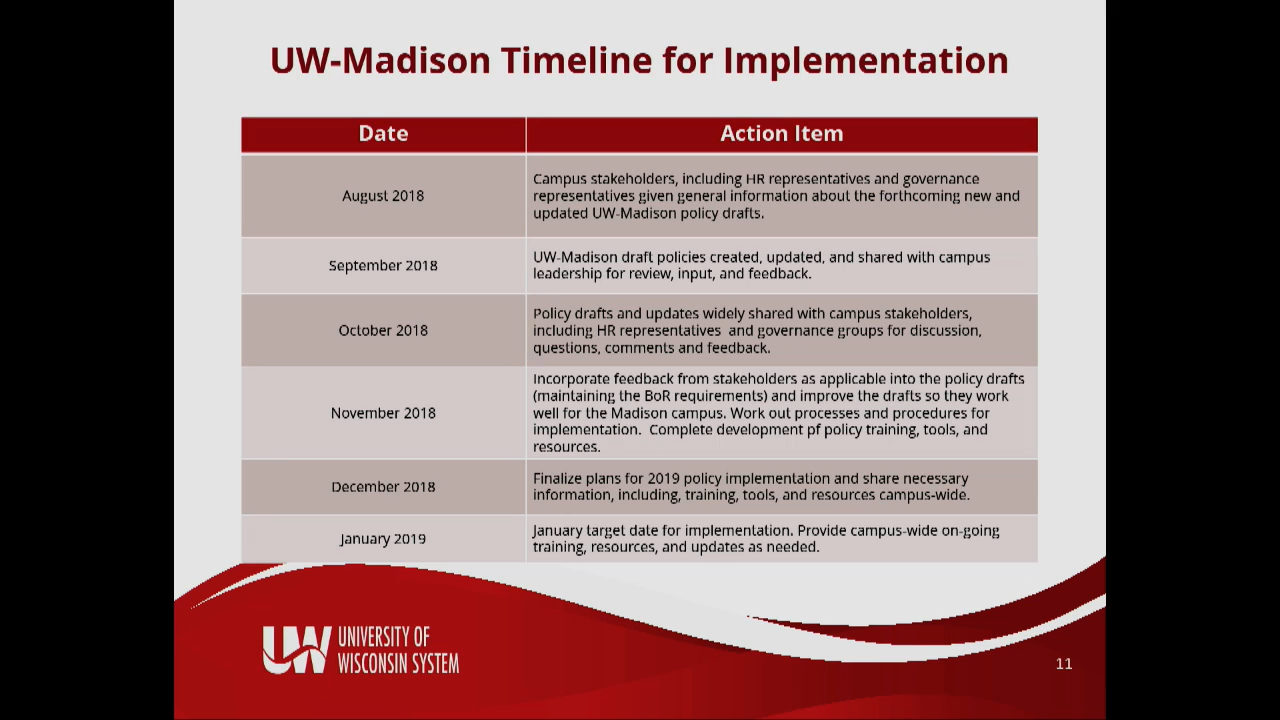 UW-Madison Timeline for Implementation
Date
Action Item
August 2018
Campus stakeholders, including HR representatives and governance
representatives given general information about the forthcoming new and
updated UW-Madison policy drafts.
September 2018
UW-Madison draft policies created, updated, and shared with campus
leadership for review, input, and feedback.
October 2018
Policy drafts and updates widely shared with campus stakeholders,
including HR representatives  and governance groups for discussion,
questions, comments and feedback.
November 2018
Incorporate feedback from stakeholders as applicable into the policy drafts
(maintaining the BoR requirements) and improve the drafts so they work
well for the Madison campus. Work out processes and procedures for
implementation.  Complete development pf policy training, tools, and
resources.
December 2018
Finalize plans for 2019 policy implementation and share necessary
information, including, training, tools, and resources campus-wide.
January 2019
January target date for implementation. Provide campus-wide on-going
training, resources, and updates as needed.
UW UNIVERSITY OF
WISCONSIN SYSTEM
11